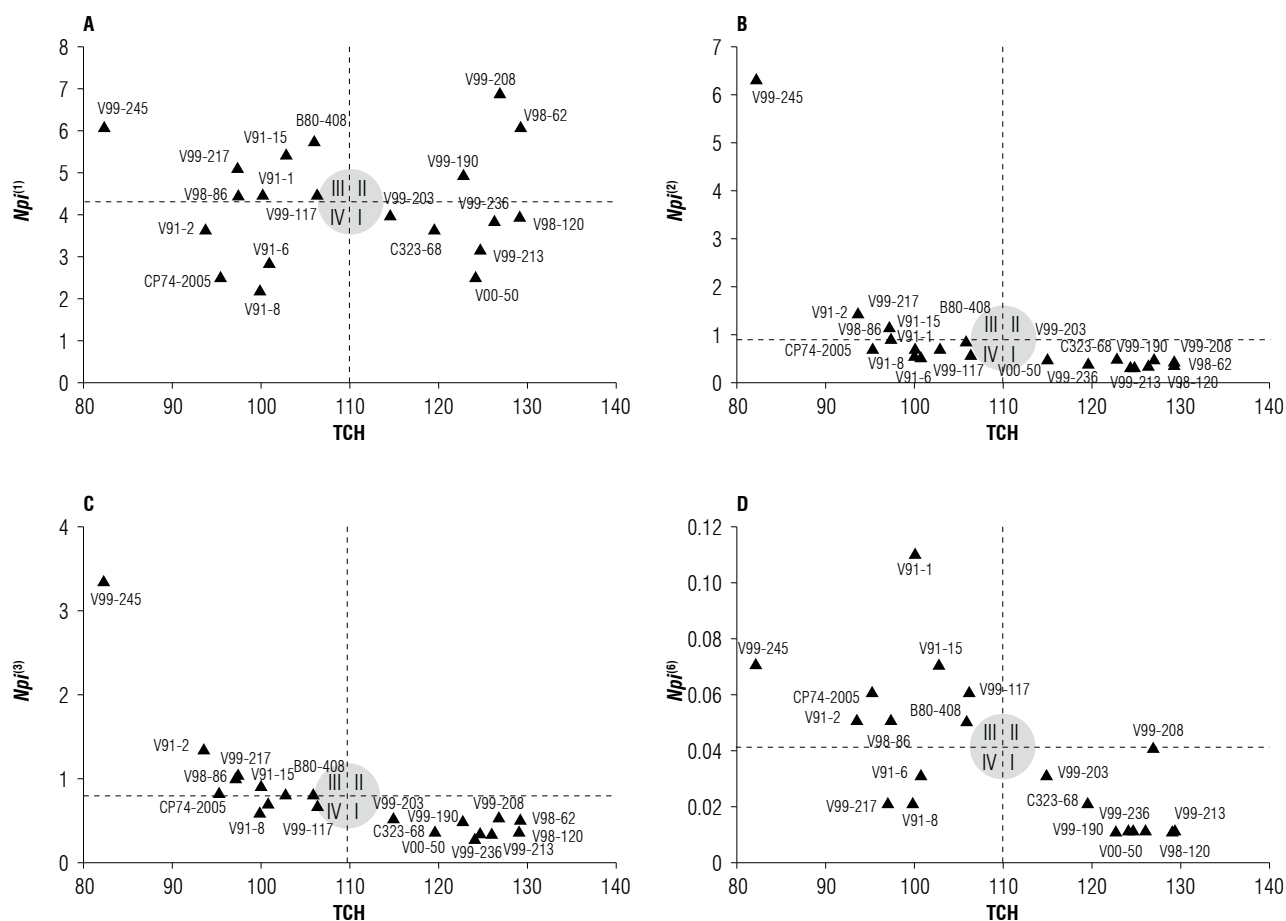 A
8
7
6
5
4
3
2
1
0
Npi(1)
V99-208
V99-245
V98-62
B80-408
V91-15
V99-217
V99-190
V91-1
V98-86
III II
V99-203
V99-236
V99-117
IV I
V91-2
V98-120
C323-68
V91-6
V99-213
CP74-2005
V00-50
V91-8
80 90 100 110 120 130 140
TCH
B
7
6
5
4
3
2
1
0
Npi(2)
V99-245
V99-217
V91-2
B80-408
V91-15
V98-86
III II
V99-203
V91-1
CP74-2005
IV I
C323-68 V99-190 V99-208
V91-8
V98-62
V99-117 V00-50
V91-6
V99-236
V99-213 V98-120
80 90 100 110 120 130 140
TCH
C
4
3
2
1
0
Npi(3)
V99-245
V91-2
V99-217
B80-408
V98-86 V91-15
III II
CP74-2005
V99-203 V99-208
IV I
V99-190
V98-62
V91-8 V99-117
C323-68
V98-120
V00-50
V99-236 V99-213
80 90 100 110 120 130 140
TCH
D
0.12
0.10
0.08
0.06
0.04
0.02
0
Npi(6)
V91-1
V99-245
V91-15
CP74-2005
V99-117
B80-408
V91-2
V98-86
III II
V99-208
IV I
V91-6
V99-203
V99-217
C323-68
V91-8
V99-236 V99-213
V99-190
V00-50 V98-120
80 90 100 110 120 130 140
TCH